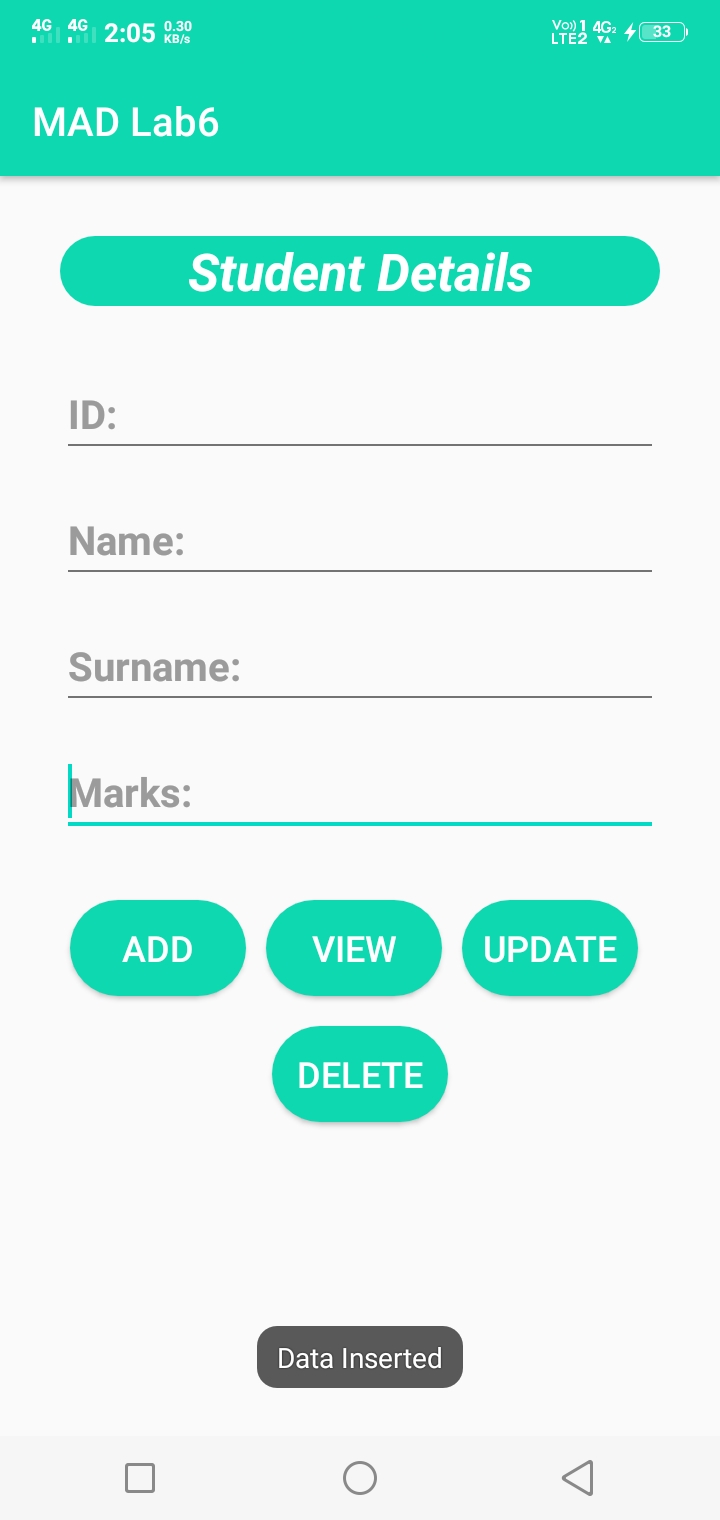 4G 4G 2:05 0.30 KB/s Vo)) 1 LTE2 4G2 33
MAD Lab6
Student Details
ID:
Name:
Surname:
Marks:
ADD VIEW UPDATE
DELETE
Data Inserted